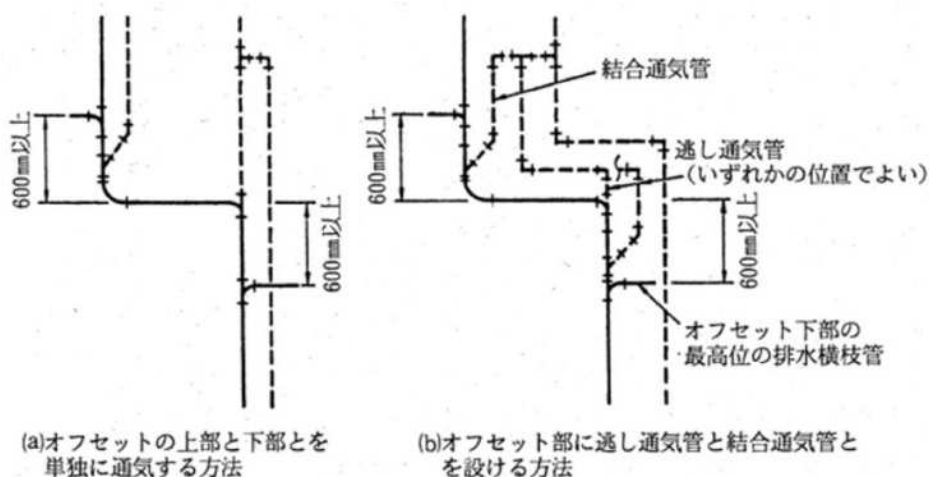 600mm以上
600mm以上
(a)オフセットの上部と下部とを
単独に通気する方法
結合通気管
逃し通気管
(いずれかの位置でよい)
600mm以上
600mm以上
オフセット下部の
最高位の排水横枝管
(b)オフセット部に逃し通気管と結合通気管と
を設ける方法